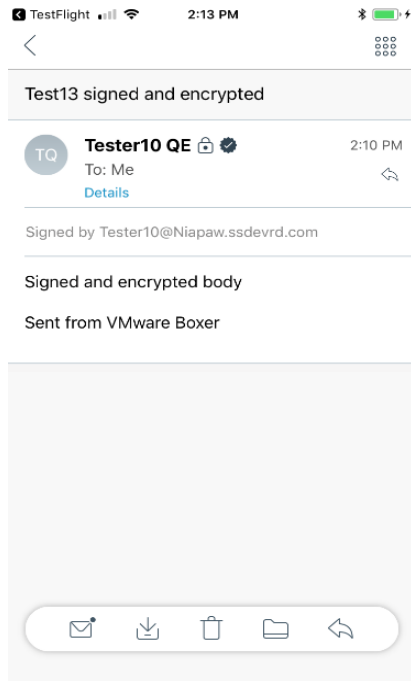 TestFlight
2:13 PM
Test13 signed and encrypted
TQ
Tester10 QE
2:10 PM
To: Me
Details
Signed by Tester10@Niapaw.ssdevrd.com
Signed and encrypted body
Sent from VMware Boxer